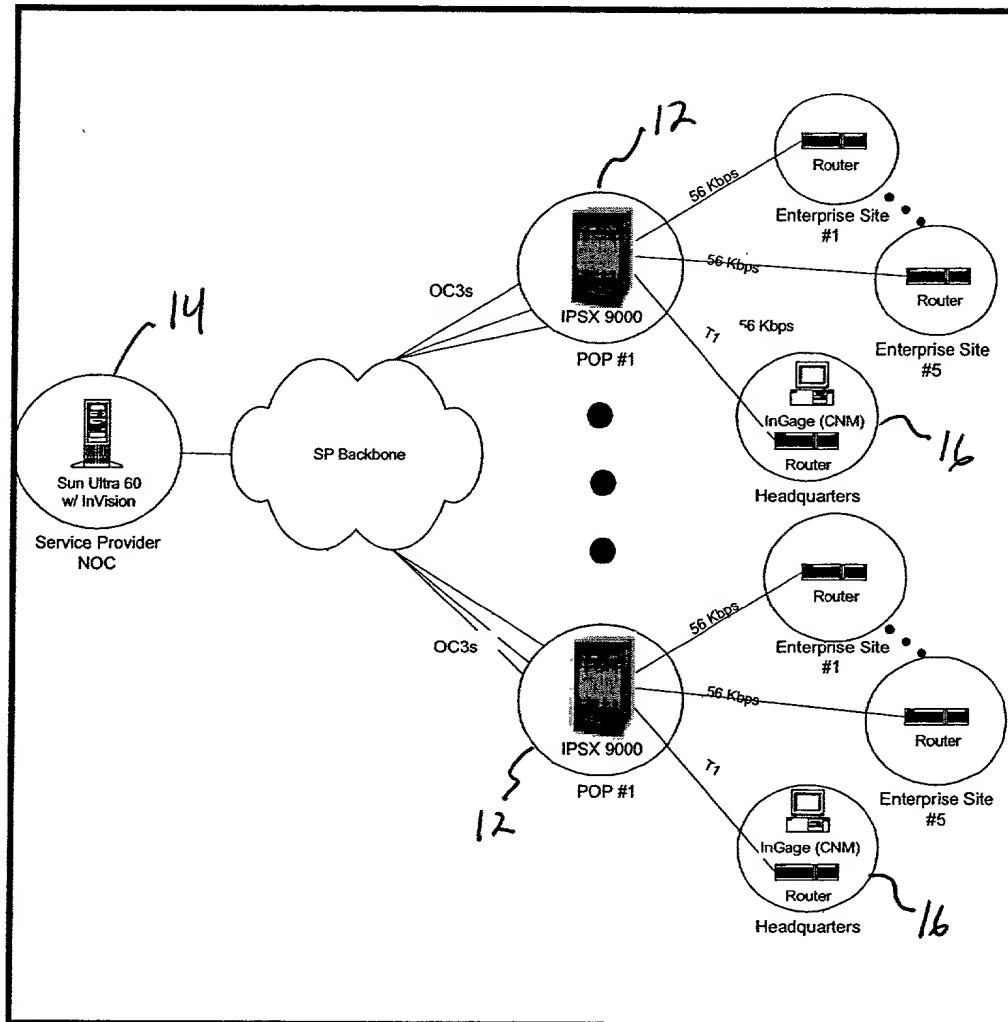 12
Router
56 Kbps
Enterprise Site
#1
OC3s
56 Kbps
Router
14
IPSX 9000
T1
56 Kbps
POP #1
Enterprise Site
#5
InGage (CNM)
16
Sun Ultra 60
w/ InVision
SP Backbone
Router
Headquarters
Service Provider
NOC
Router
56 Kbps
OC3s
Enterprise Site
#1
56 Kbps
Router
IPSX 9000
T1
POP #1
Enterprise Site
#5
12
InGage (CNM)
Router
Headquarters
16